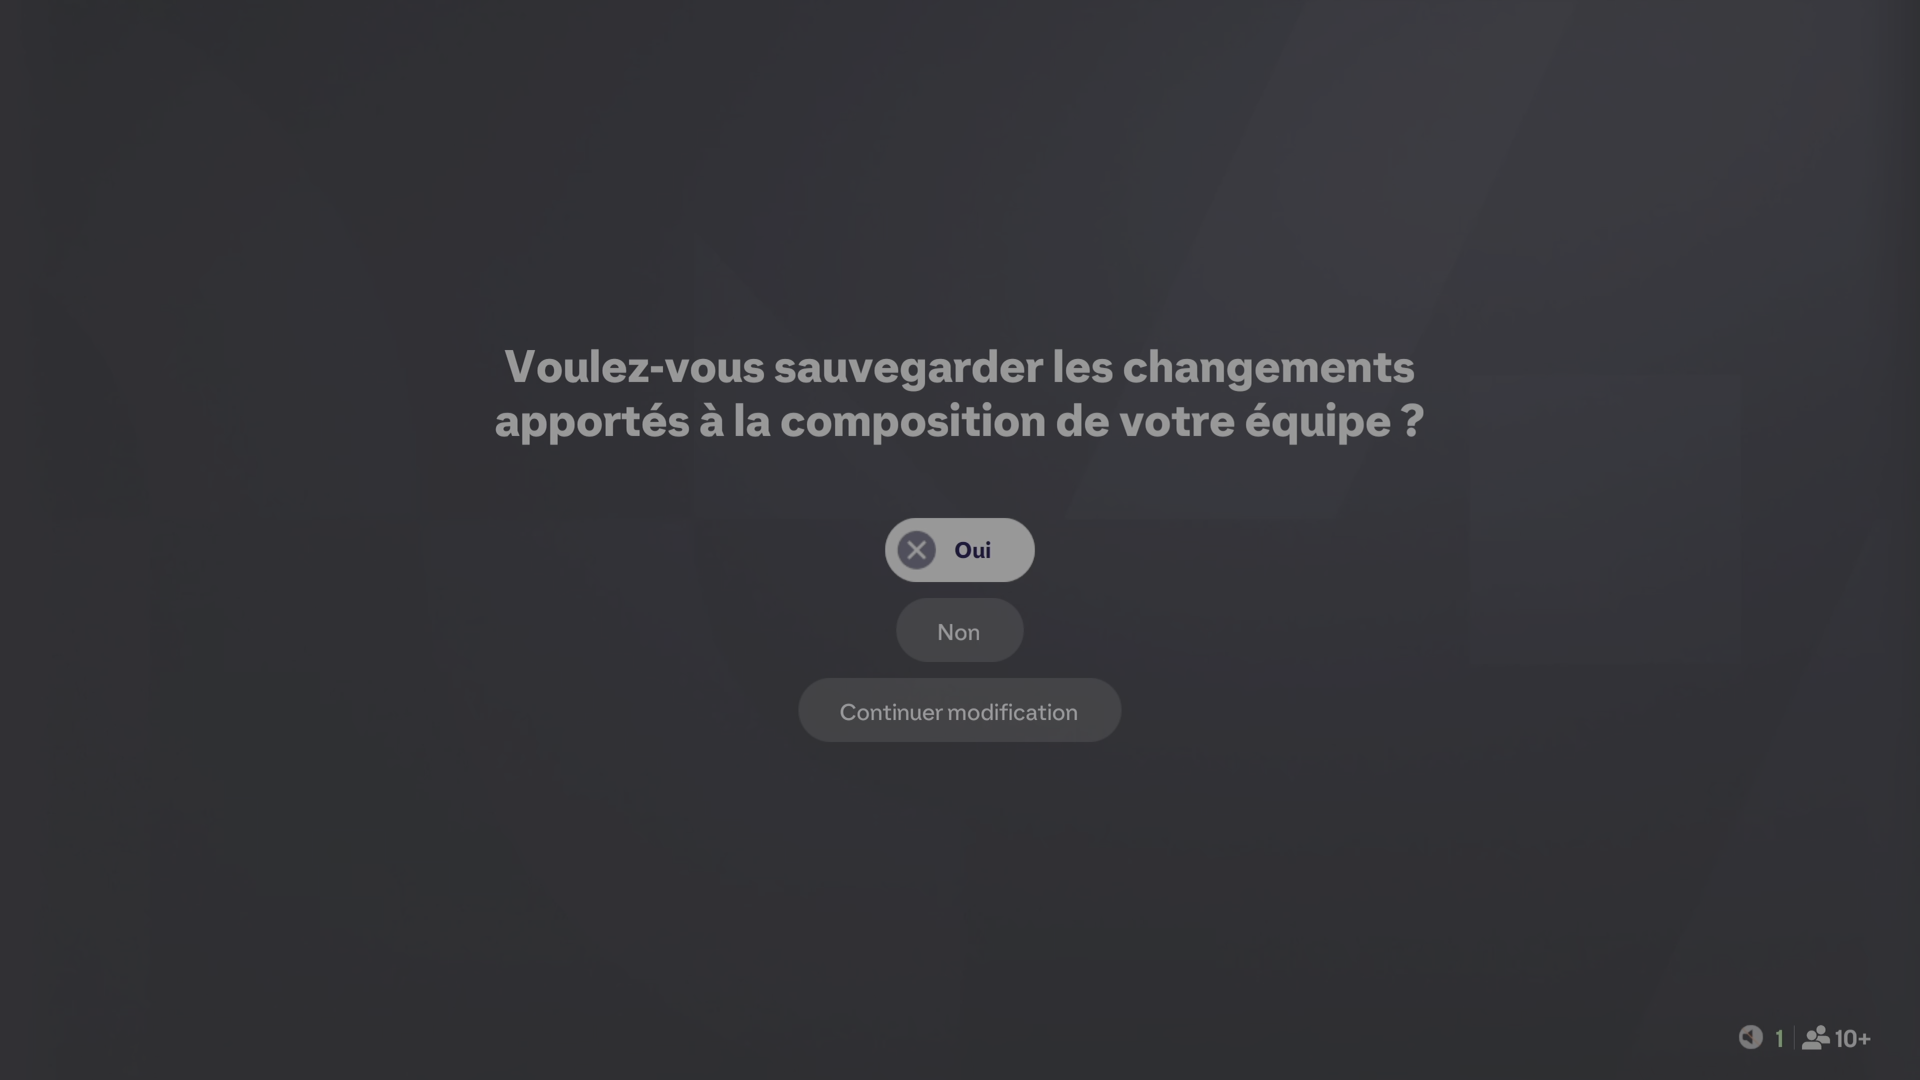 Voulez-vous sauvegarder les changements
apportés à la composition de votre équipe ?
Oui
Non
Continuer modification
1 10+